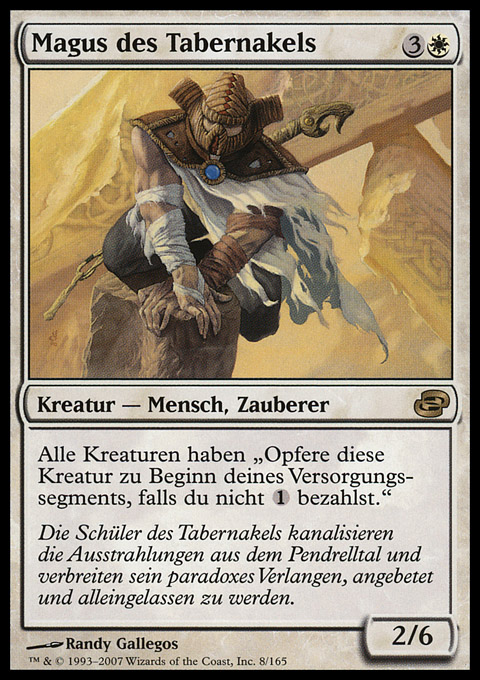 Magus des Tabernakels 3
Kreatur — Mensch, Zauberer
Alle Kreaturen haben „Opfere diese
Kreatur zu Beginn deines Versorgungs-
segments, falls du nicht 1 bezahlst.“
Die Schüler des Tabernakels kanalisieren
die Ausstrahlungen aus dem Pendrelltal und
verbreiten sein paradoxes Verlangen, angebetet
und alleingelassen zu werden.
2/6
Randy Gallegos
™ & © 1993–2007 Wizards of the Coast, Inc. 8/165